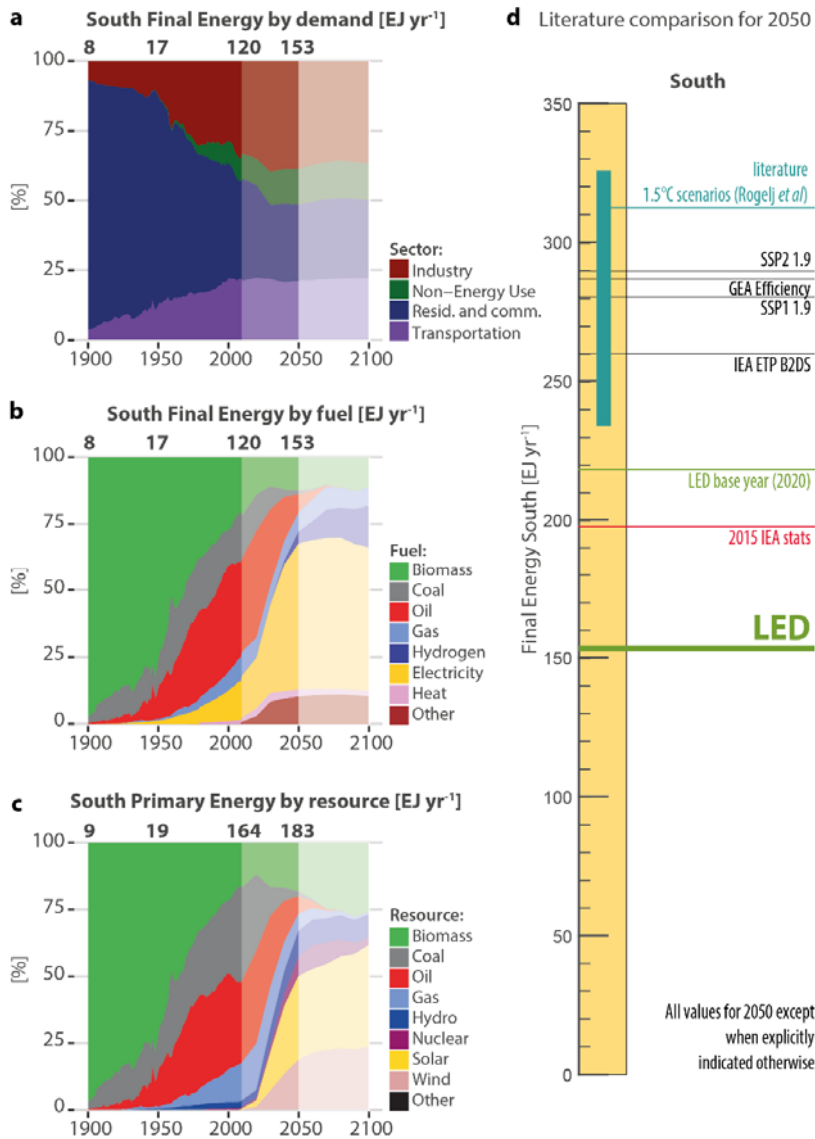 a South Final Energy by demand [EJ yr⁻¹]
8 17 120 153
100
75
50
25
0
[%]
1900 1950 2000 2050 2100
Sector:
Industry
Non−Energy Use
Resid. and comm.
Transportation
b South Final Energy by fuel [EJ yr⁻¹]
8 17 120 153
100
75
50
25
0
[%]
1900 1950 2000 2050 2100
Fuel:
Biomass
Coal
Oil
Gas
Hydrogen
Electricity
Heat
Other
c South Primary Energy by resource [EJ yr⁻¹]
9 19 164 183
100
75
50
25
0
[%]
1900 1950 2000 2050 2100
Resource:
Biomass
Coal
Oil
Gas
Hydro
Nuclear
Solar
Wind
Other
d Literature comparison for 2050
South
Final Energy South [EJ yr⁻¹]
350
300
250
200
150
100
50
0
literature
1.5°C scenarios (Rogelj et al)
SSP2 1.9
GEA Efficiency
SSP1 1.9
IEA ETP B2DS
LED base year (2020)
2015 IEA stats
LED
All values for 2050 except
when explicitly
indicated otherwise